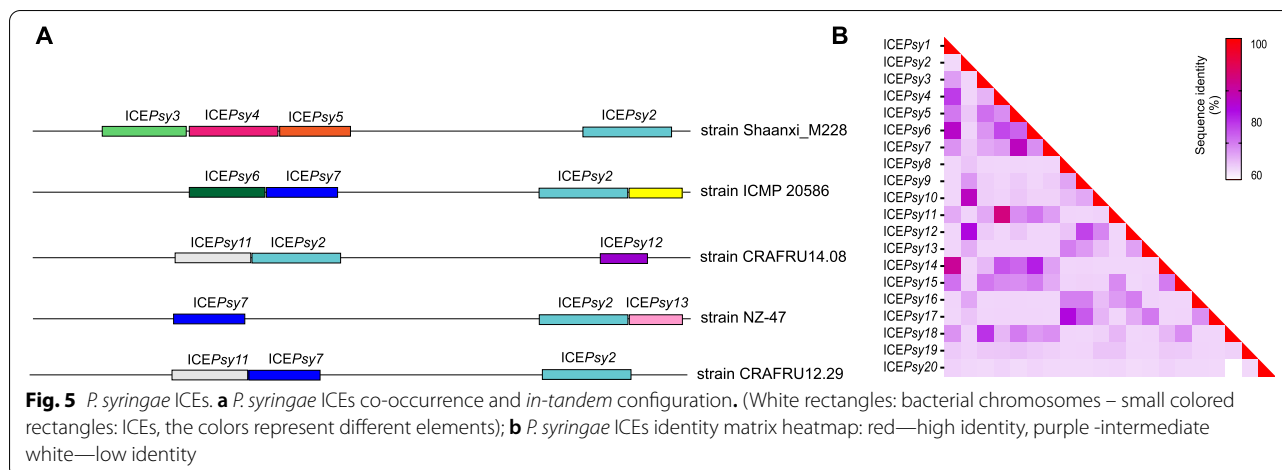 A
ICEPsy3 ICEPsy4 ICEPsy5 ICEPsy2
strain Shaanxi_M228
ICEPsy6 ICEPsy7 ICEPsy2
strain ICMP 20586
ICEPsy11 ICEPsy2 ICEPsy12
strain CRAFRU14.08
ICEPsy7 ICEPsy2 ICEPsy13
strain NZ-47
ICEPsy11 ICEPsy7 ICEPsy2
strain CRAFRU12.29
B
ICEPsy1
ICEPsy2
ICEPsy3
ICEPsy4
ICEPsy5
ICEPsy6
ICEPsy7
ICEPsy8
ICEPsy9
ICEPsy10
ICEPsy11
ICEPsy12
ICEPsy13
ICEPsy14
ICEPsy15
ICEPsy16
ICEPsy17
ICEPsy18
ICEPsy19
ICEPsy20
Sequence identity
(%)
100
80
60
Fig. 5 P. syringae ICEs. a P. syringae ICEs co-occurrence and in-tandem configuration. (White rectangles: bacterial chromosomes – small colored
rectangles: ICEs, the colors represent different elements); b P. syringae ICEs identity matrix heatmap: red—high identity, purple -intermediate
white—low identity